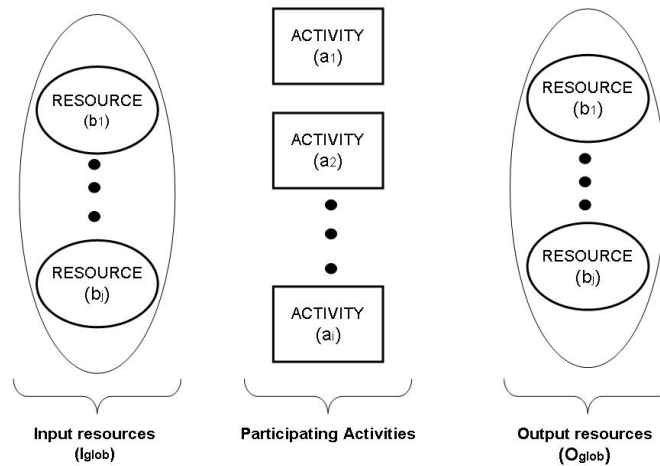 RESOURCE
(b1)
RESOURCE
(bj)
Input resources
(Iglob)
ACTIVITY
(a1)
ACTIVITY
(a2)
ACTIVITY
(ai)
Participating Activities
RESOURCE
(b1)
RESOURCE
(bj)
Output resources
(Oglob)